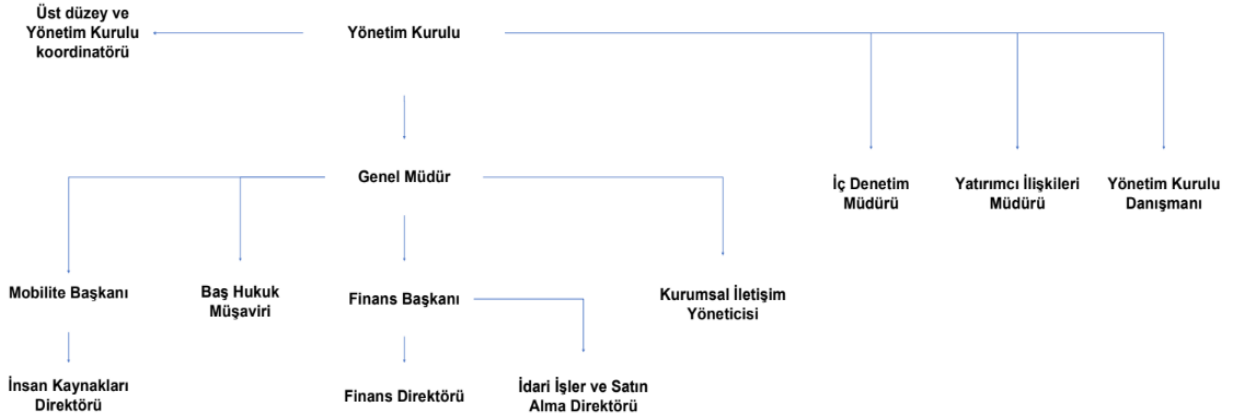 Üst düzey ve
Yönetim Kurulu
koordinatörü
Yönetim Kurulu
Genel Müdür
İç Denetim
Müdürü
Yatırımcı İlişkileri
Müdürü
Yönetim Kurulu
Danışmanı
Mobilite Başkanı
Baş Hukuk
Müşaviri
Finans Başkanı
Kurumsal İletişim
Yöneticisi
İnsan Kaynakları
Direktörü
Finans Direktörü
İdari İşler ve Satın
Alma Direktörü